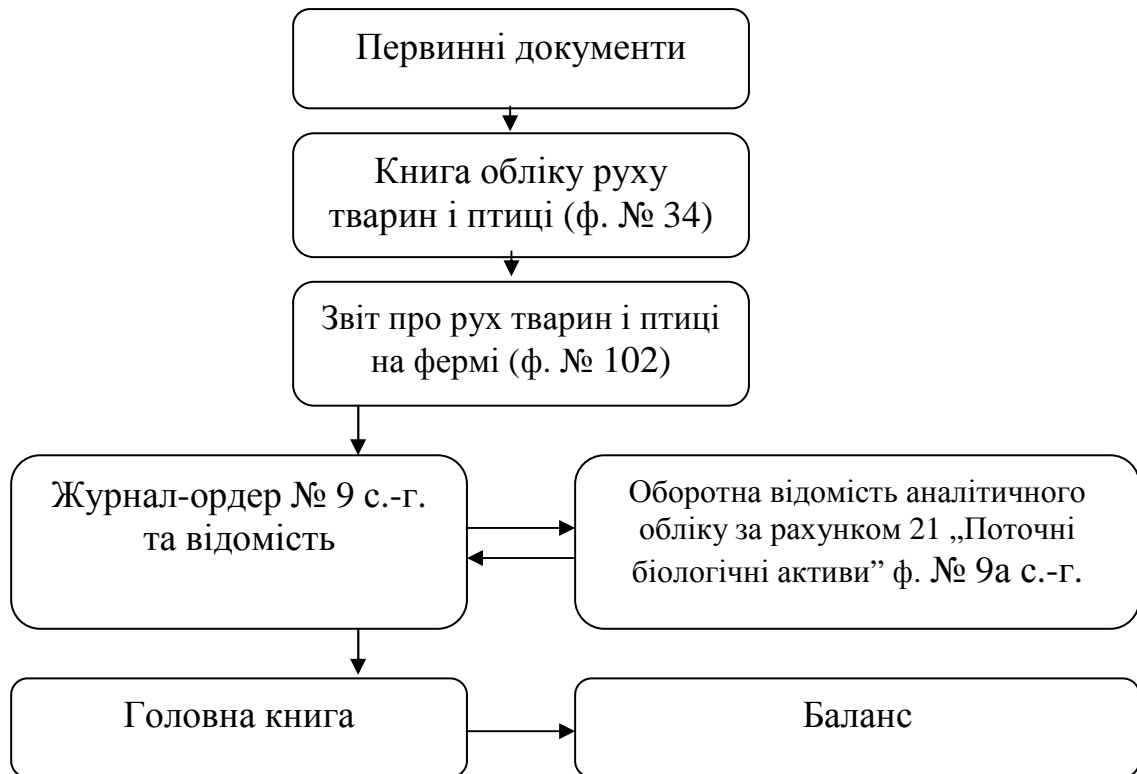 Первинні документи
Книга обліку руху
тварин і птиці (ф. № 34)
Звіт про рух тварин і птиці
на фермі (ф. № 102)
Журнал-ордер № 9 с.-г.
та відомість
Оборотна відомість аналітичного
обліку за рахунком 21 „Поточні
біологічні активи” ф. № 9а с.-г.
Головна книга
Баланс